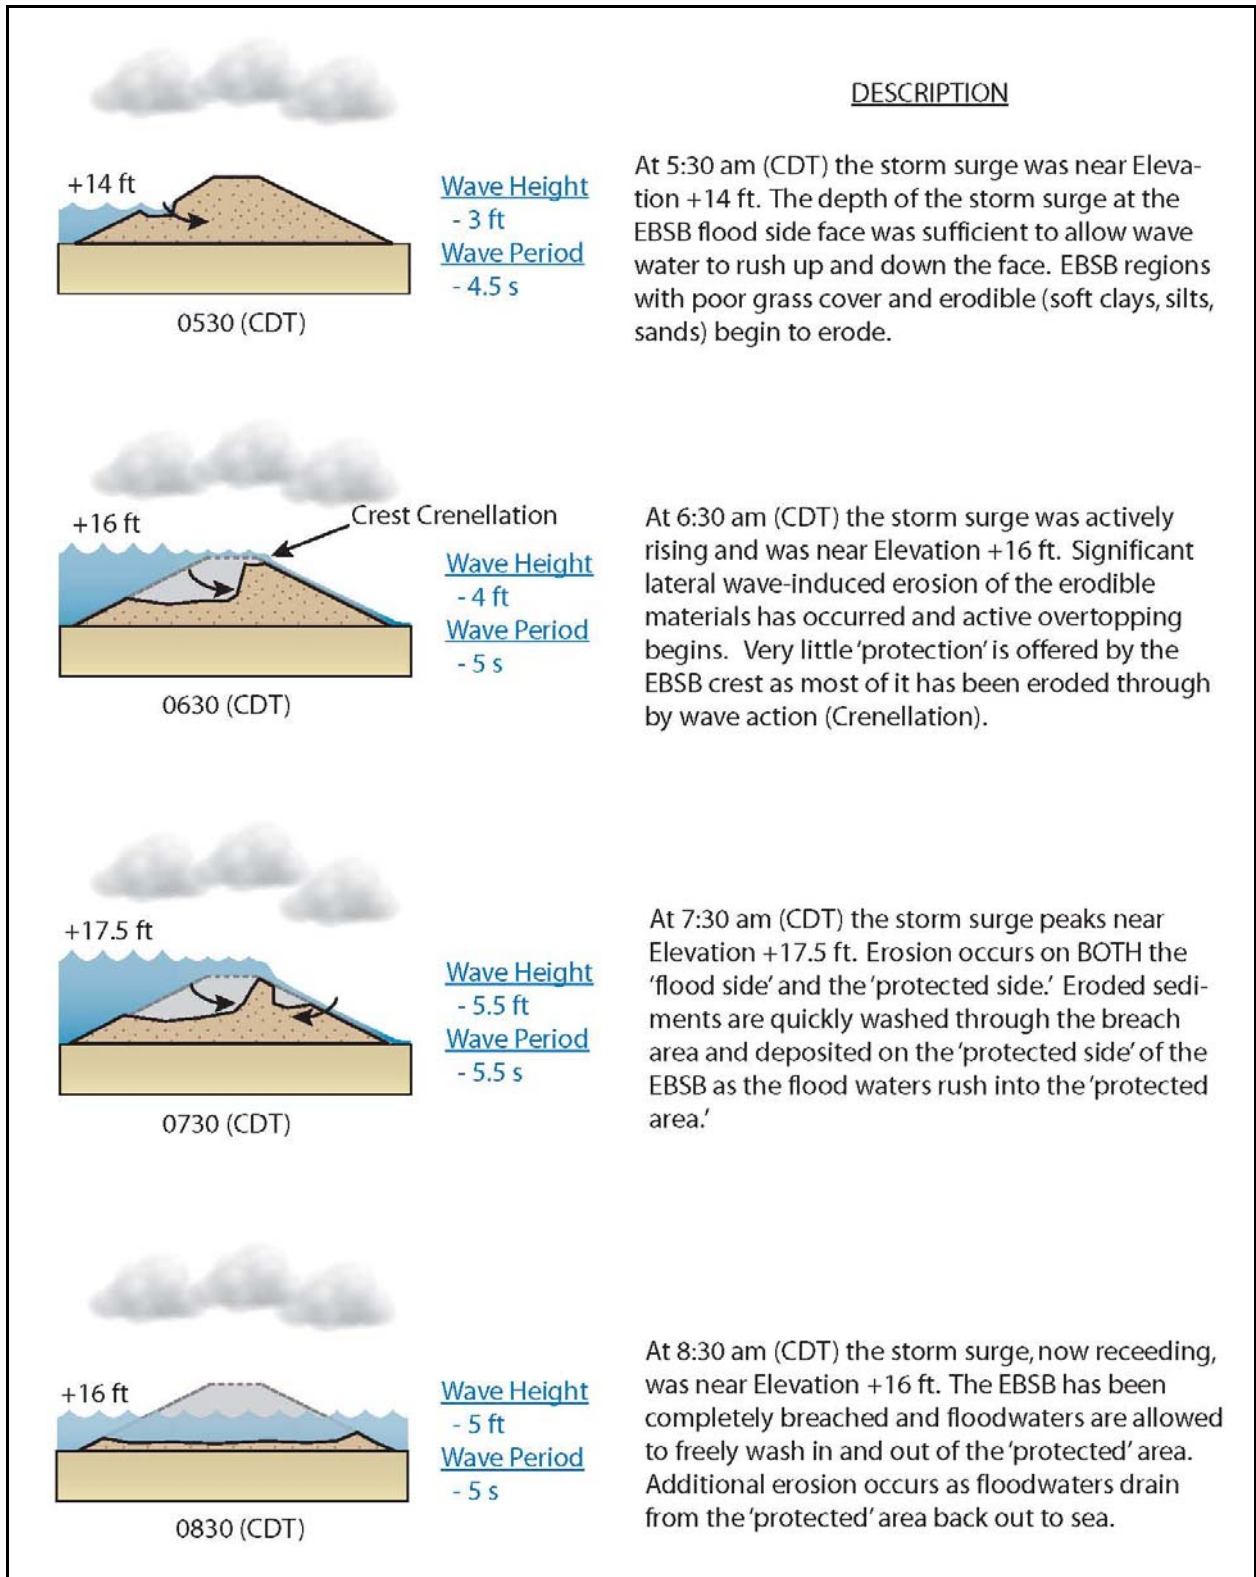 DESCRIPTION
+14 ft
Wave Height
- 3 ft
Wave Period
- 4.5 s
0530 (CDT)
At 5:30 am (CDT) the storm surge was near Eleva-
tion +14 ft. The depth of the storm surge at the
EBSB flood side face was sufficient to allow wave
water to rush up and down the face. EBSB regions
with poor grass cover and erodible (soft clays, silts,
sands) begin to erode.
+16 ft
Crest Crenellation
Wave Height
- 4 ft
Wave Period
- 5 s
0630 (CDT)
At 6:30 am (CDT) the storm surge was actively
rising and was near Elevation +16 ft. Significant
lateral wave-induced erosion of the erodible
materials has occurred and active overtopping
begins. Very little 'protection' is offered by the
EBSB crest as most of it has been eroded through
by wave action (Crenellation).
+17.5 ft
Wave Height
- 5.5 ft
Wave Period
- 5.5 s
0730 (CDT)
At 7:30 am (CDT) the storm surge peaks near
Elevation +17.5 ft. Erosion occurs on BOTH the
'flood side' and the 'protected side.' Eroded sedi-
ments are quickly washed through the breach
area and deposited on the 'protected side' of the
EBSB as the flood waters rush into the 'protected
area.'
+16 ft
Wave Height
- 5 ft
Wave Period
- 5 s
0830 (CDT)
At 8:30 am (CDT) the storm surge, now receeding,
was near Elevation +16 ft. The EBSB has been
completely breached and floodwaters are allowed
to freely wash in and out of the 'protected' area.
Additional erosion occurs as floodwaters drain
from the 'protected' area back out to sea.